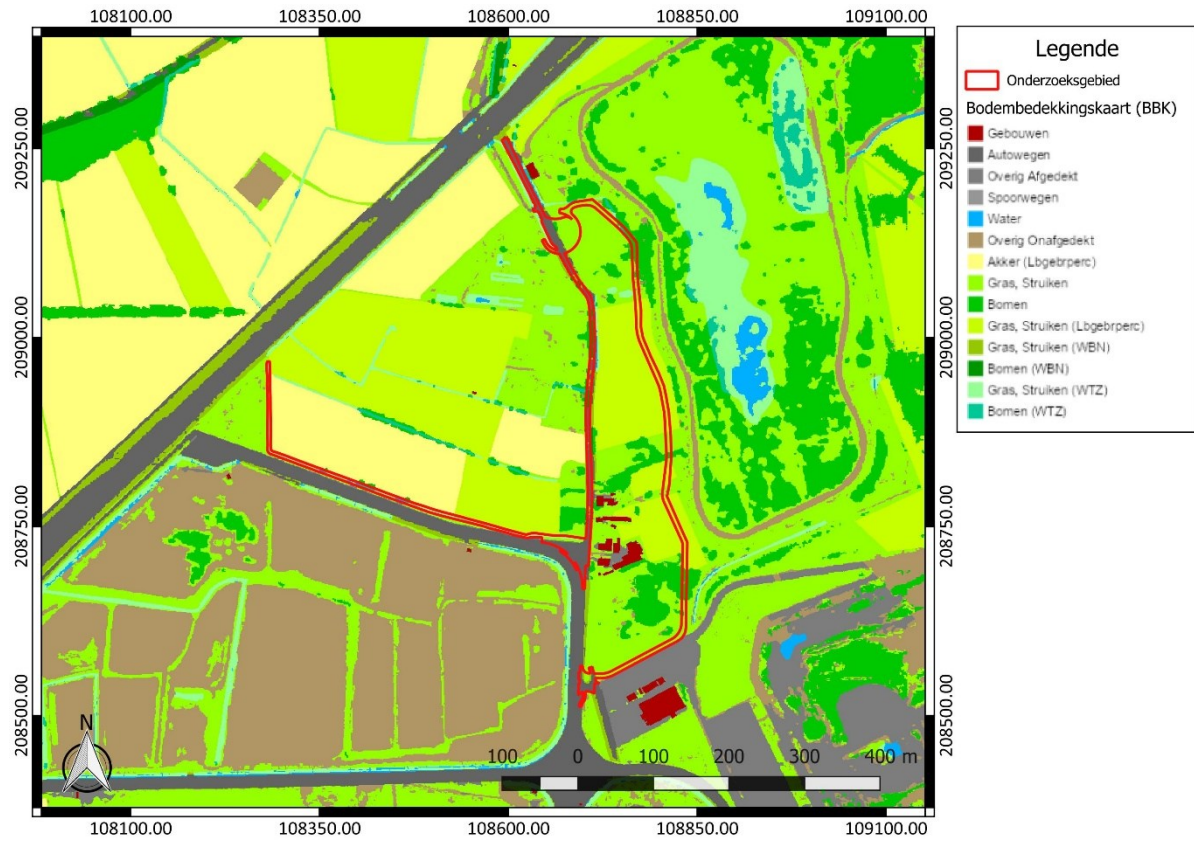 108100.00 108350.00 108600.00 108850.00 109100.00
209250.00 209250.00
209000.00 209000.00
208750.00 208750.00
208500.00 208500.00
N
100 0 100 200 300 400 m
108100.00 108350.00 108600.00 108850.00 109100.00
Legende
Onderzoeksgebied
Bodembedekkingskaart (BBK)
Gebouwen
Autowegen
Overig Afgedekt
Spoorwegen
Water
Overig Onafgedekt
Akker (Lbgebrperc)
Gras, Struiken
Bomen
Gras, Struiken (Lbgebrperc)
Gras, Struiken (WBN)
Bomen (WBN)
Gras, Struiken (WTZ)
Bomen (WTZ)